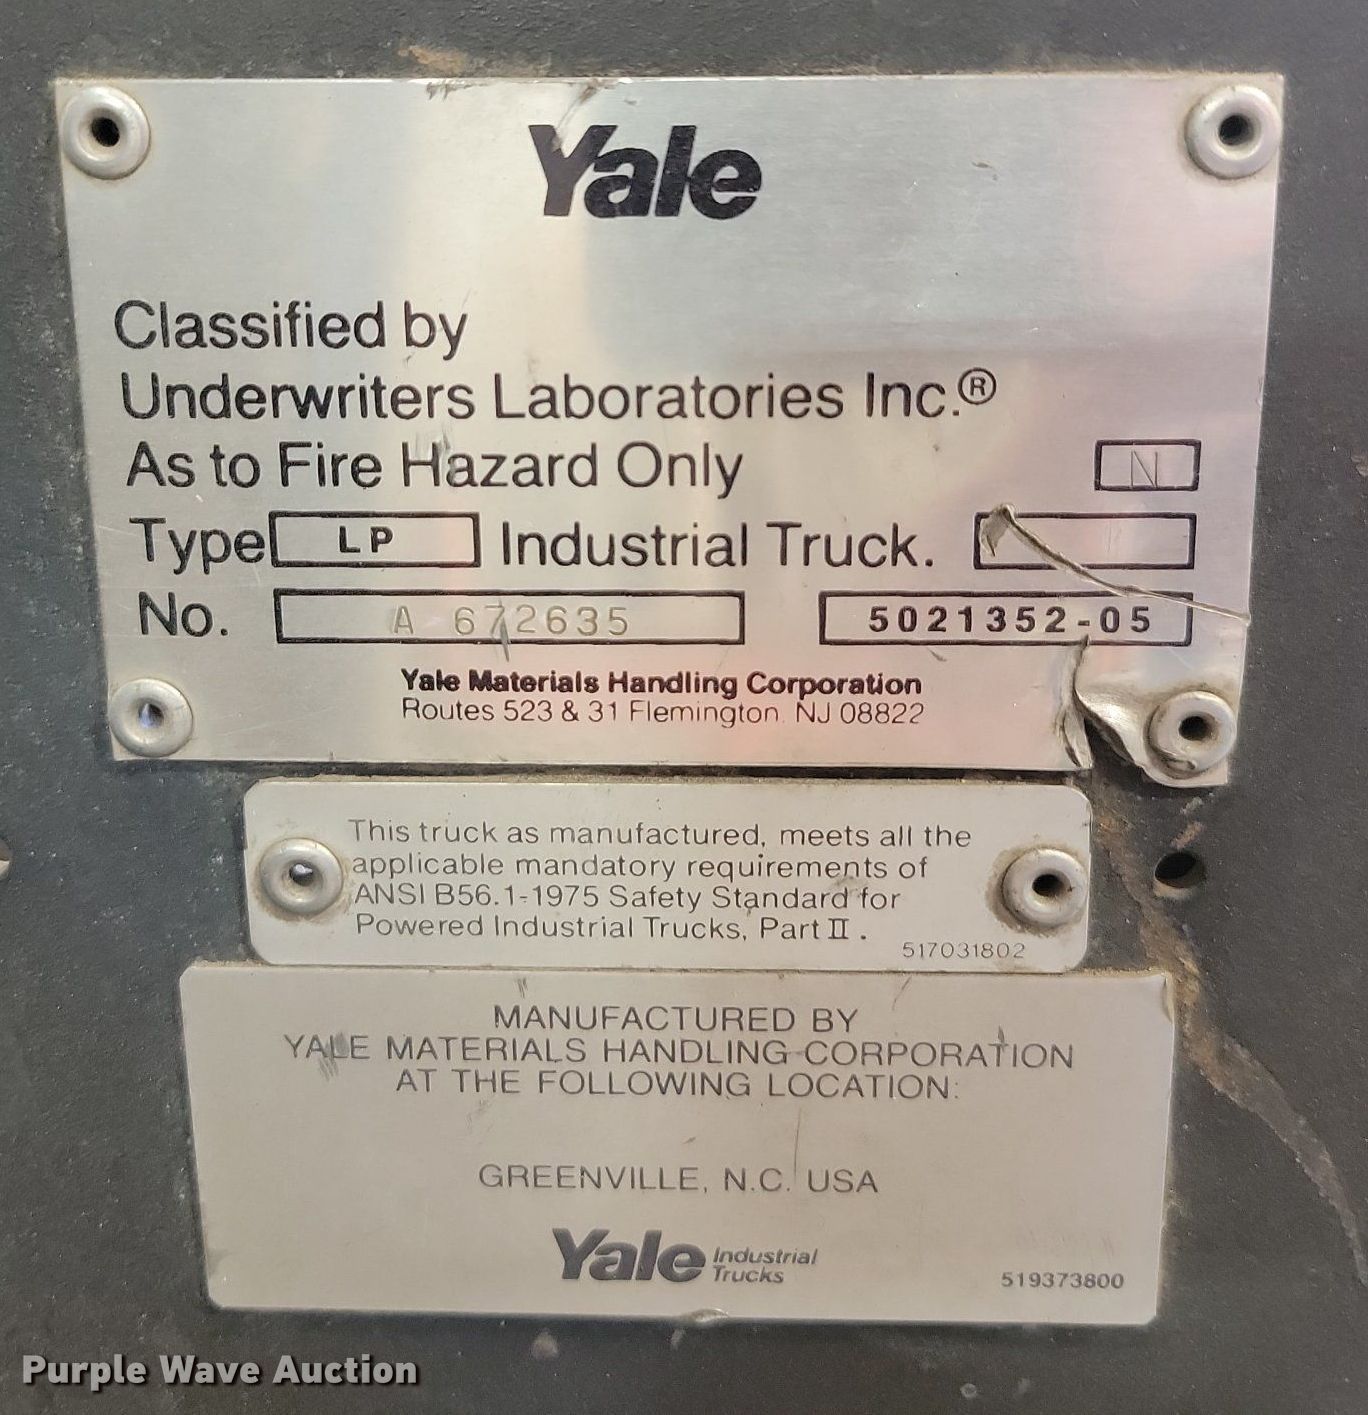 Yale
Classified by
Underwriters Laboratories Inc.®
As to Fire Hazard Only N
Type LP Industrial Truck.
No. A 672635 5021352-05
Yale Materials Handling Corporation
Routes 523 & 31 Flemington, NJ 08822
This truck as manufactured, meets all the
applicable mandatory requirements of
ANSI B56.1-1975 Safety Standard for
Powered Industrial Trucks, Part II.
517031802
MANUFACTURED BY
YALE MATERIALS HANDLING CORPORATION
AT THE FOLLOWING LOCATION:
GREENVILLE, N.C. USA
Yale Industrial
Trucks
519373800
Purple Wave Auction